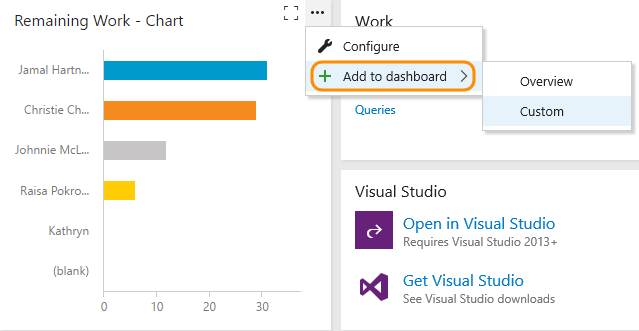 Remaining Work - Chart
Jamal Hartn...
Christie Ch...
Johnnie McL...
Raisa Pokro...
Kathryn
(blank)
0 10 20 30
Work
Configure
Add to dashboard
Overview
Custom
Queries
Visual Studio
Open in Visual Studio
Requires Visual Studio 2013+
Get Visual Studio
See Visual Studio downloads